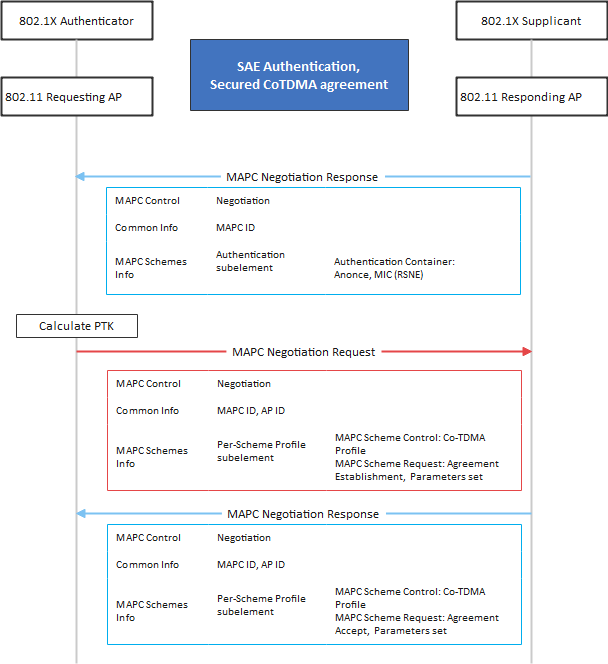 802.1X Authenticator
802.1X Supplicant
SAE Authentication,
Secured CoTDMA agreement
802.11 Requesting AP
802.11 Responding AP
MAPC Negotiation Response
MAPC Control
Negotiation
Common Info
MAPC ID
MAPC Schemes
Info
Authentication
subelement
Authentication Container:
Anonce, MIC (RSNE)
Calculate PTK
MAPC Negotiation Request
MAPC Control
Negotiation
Common Info
MAPC ID, AP ID
MAPC Schemes
Info
Per-Scheme Profile
subelement
MAPC Scheme Control: Co-TDMA
Profile
MAPC Scheme Request: Agreement
Establishment, Parameters set
MAPC Negotiation Response
MAPC Control
Negotiation
Common Info
MAPC ID, AP ID
MAPC Schemes
Info
Per-Scheme Profile
subelement
MAPC Scheme Control: Co-TDMA
Profile
MAPC Scheme Request: Agreement
Accept, Parameters set